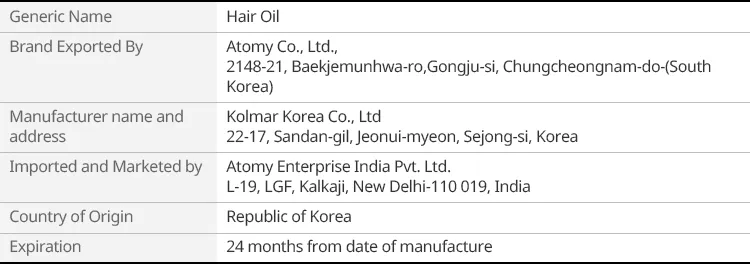 Generic Name
Hair Oil
Brand Exported By
Atomy Co., Ltd.,
2148-21, Baekjemunhwa-ro,Gongju-si, Chungcheongnam-do-(South
Korea)
Manufacturer name and
address
Kolmar Korea Co., Ltd
22-17, Sandan-gil, Jeonui-myeon, Sejong-si, Korea
Imported and Marketed by
Atomy Enterprise India Pvt. Ltd.
L-19, LGF, Kalkaji, New Delhi-110 019, India
Country of Origin
Republic of Korea
Expiration
24 months from date of manufacture